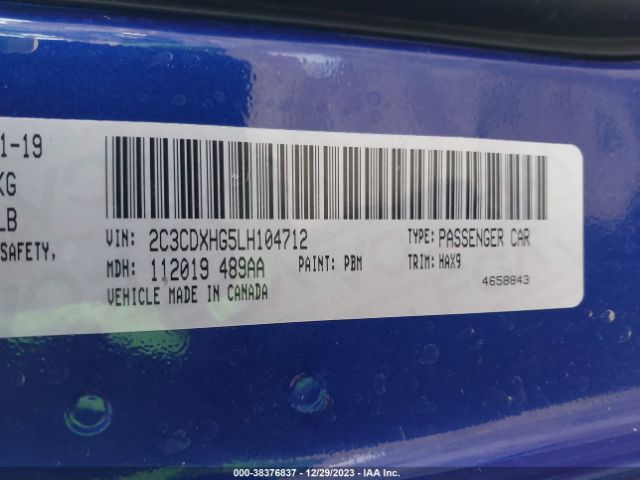 1-19
KG
LB
SAFETY,
VIN: 2C3CDXHG5LH104712 TYPE: PASSENGER CAR
MDH: 112019 489AA PAINT: PBM TRIM: HAX9
VEHICLE MADE IN CANADA 4658843
000-38376837 - 12/29/2023 - IAA Inc.